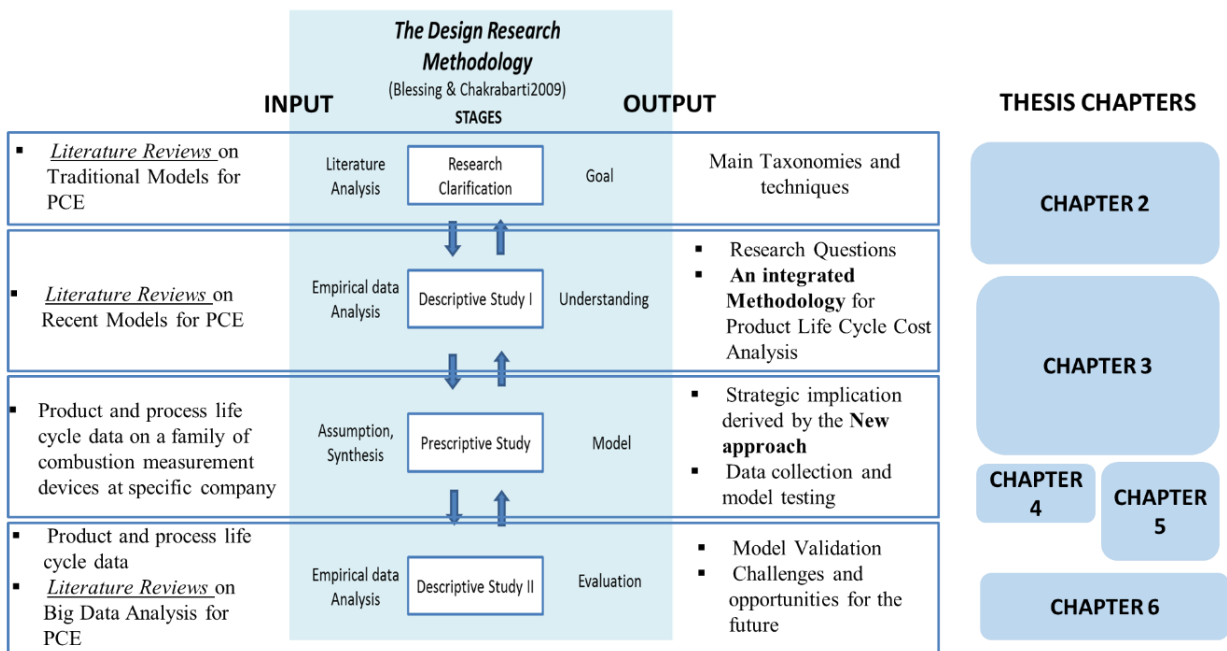 The Design Research
Methodology
(Blessing & Chakrabarti2009)
STAGES
INPUT
OUTPUT
THESIS CHAPTERS
▪ Literature Reviews on
Traditional Models for
PCE
Literature
Analysis
Research
Clarification
Goal
Main Taxonomies and
techniques
CHAPTER 2
▪ Literature Reviews on
Recent Models for PCE
Empirical data
Analysis
Descriptive Study I
Understanding
▪ Research Questions
▪ An integrated
Methodology for
Product Life Cycle Cost
Analysis
CHAPTER 3
▪ Product and process life
cycle data on a family of
combustion measurement
devices at specific company
Assumption,
Synthesis
Prescriptive Study
Model
▪ Strategic implication
derived by the New
approach
▪ Data collection and
model testing
CHAPTER
4
CHAPTER
5
▪ Product and process life
cycle data
▪ Literature Reviews on
Big Data Analysis for
PCE
Empirical data
Analysis
Descriptive Study II
Evaluation
▪ Model Validation
▪ Challenges and
opportunities for the
future
CHAPTER 6